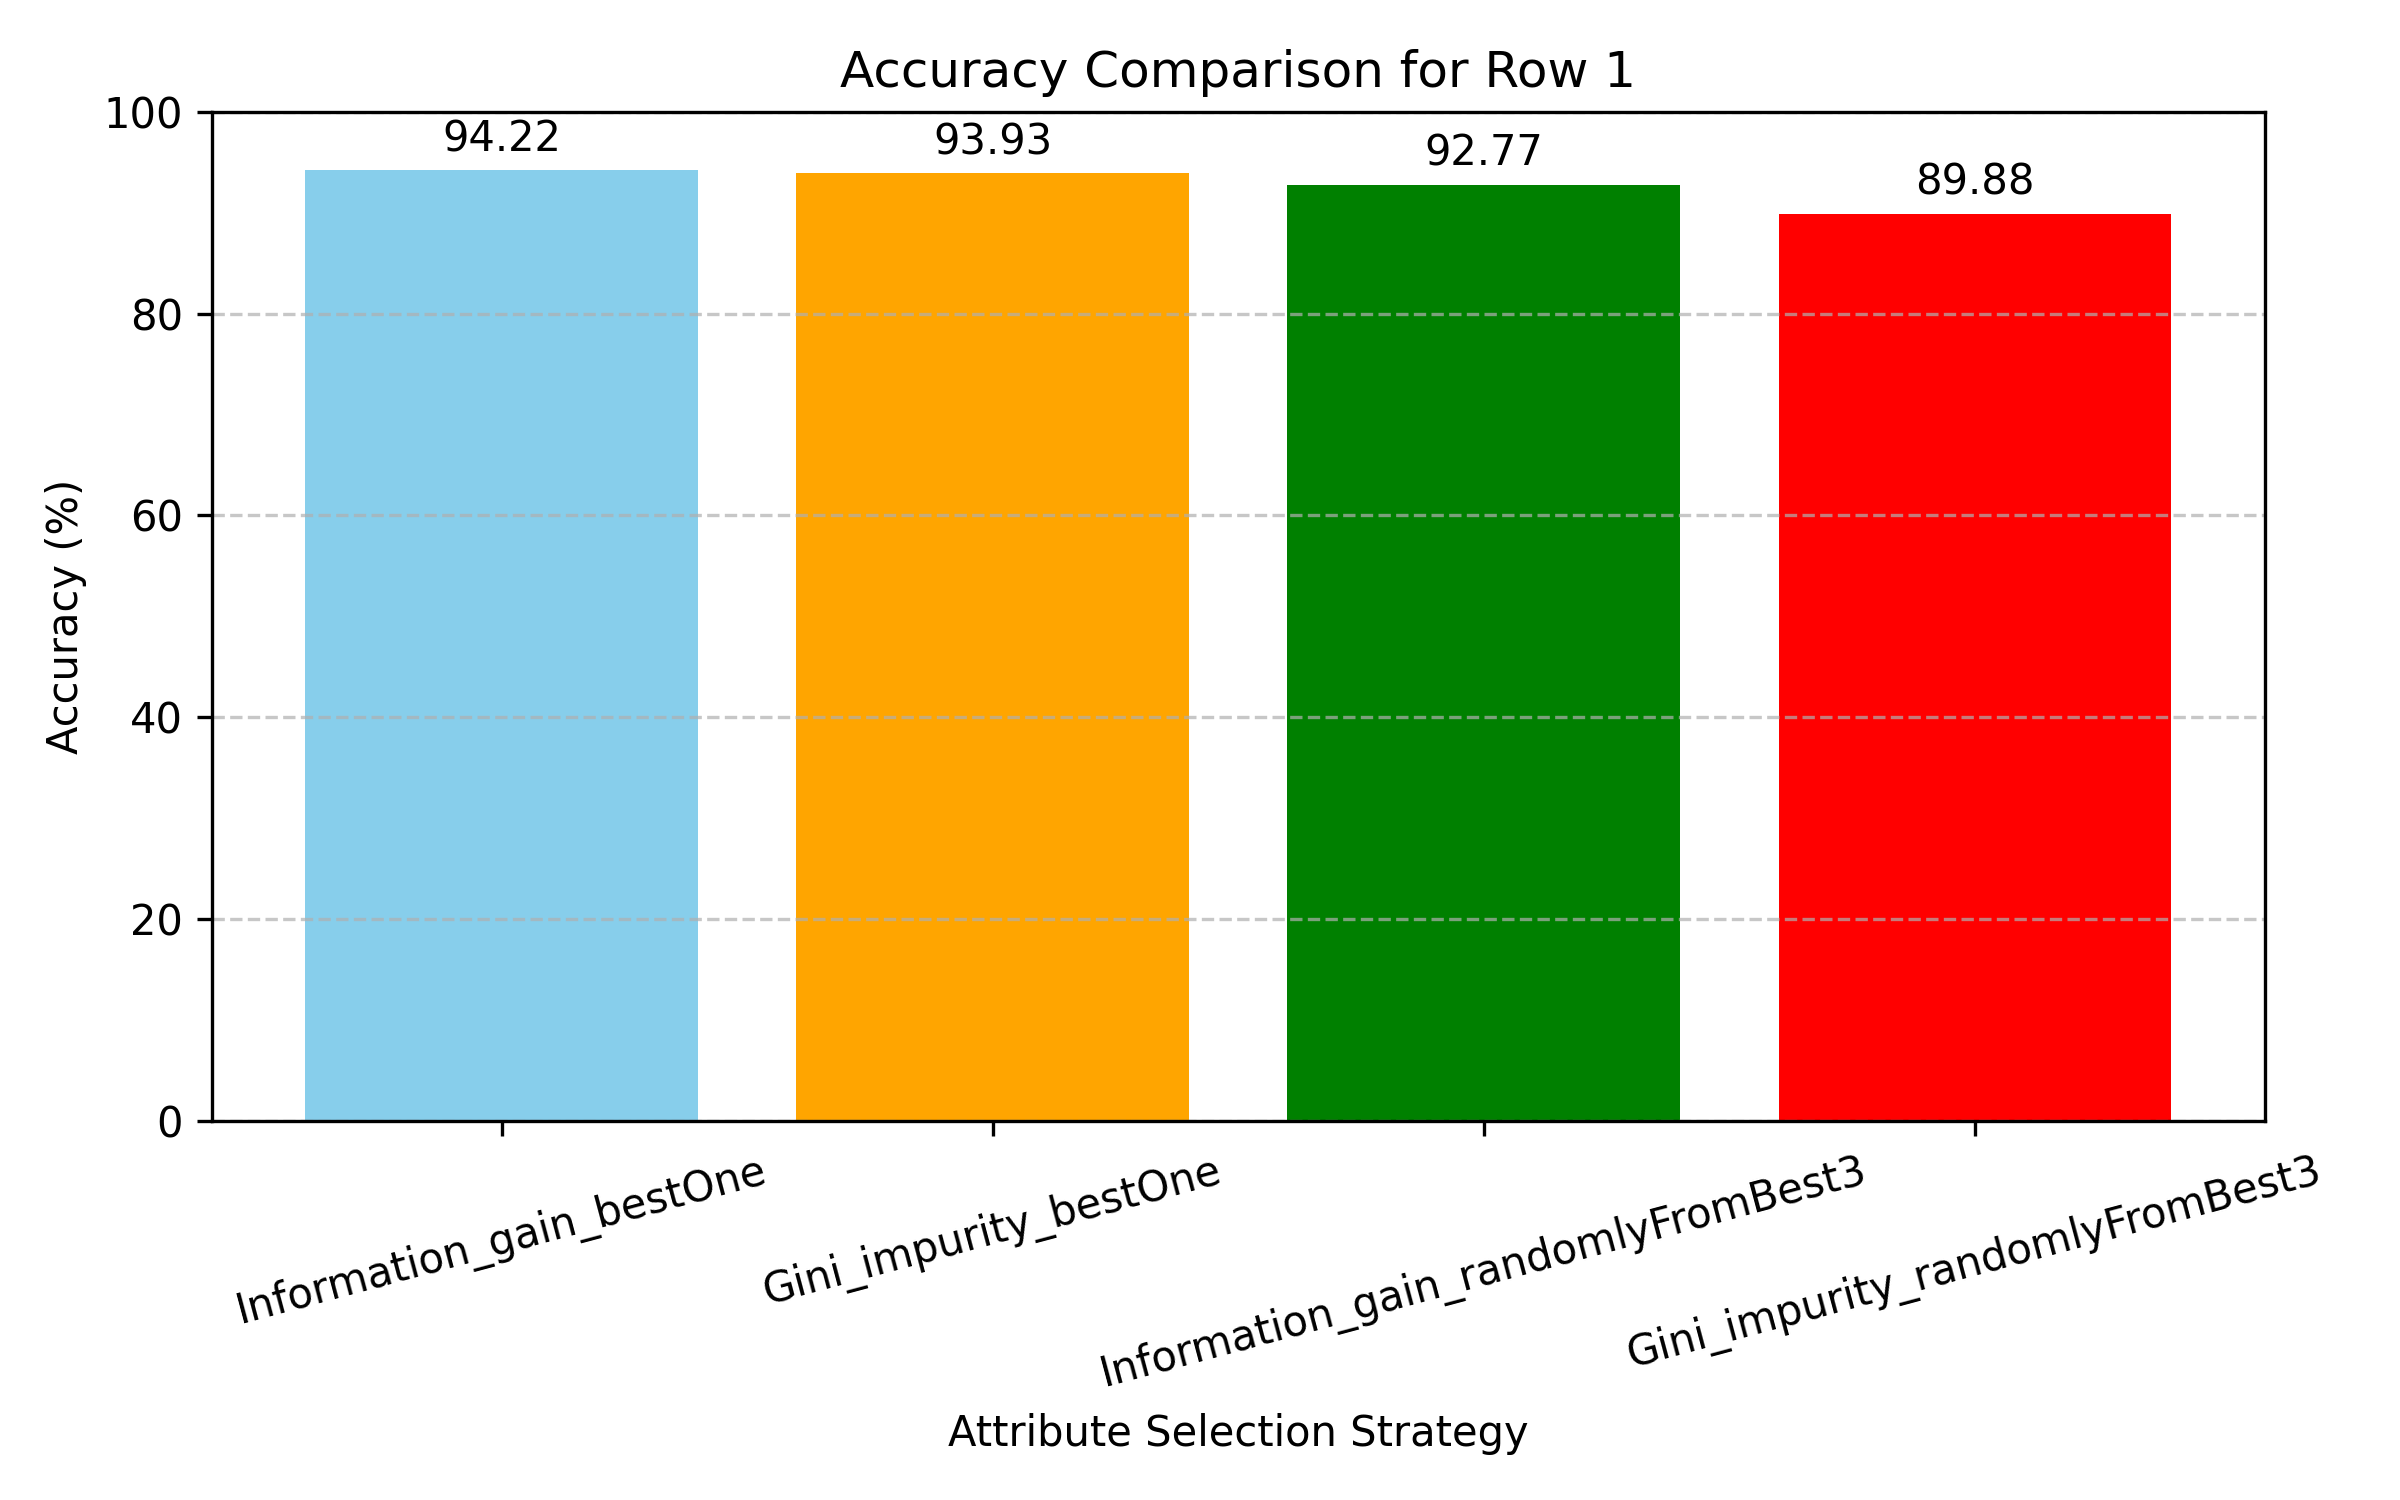 Accuracy Comparison for Row 1
100
80
60
40
20
0
Accuracy (%)
94.22
93.93
92.77
89.88
Information_gain_bestOne
Gini_impurity_bestOne
Information_gain_randomlyFromBest3
Gini_impurity_randomlyFromBest3
Attribute Selection Strategy